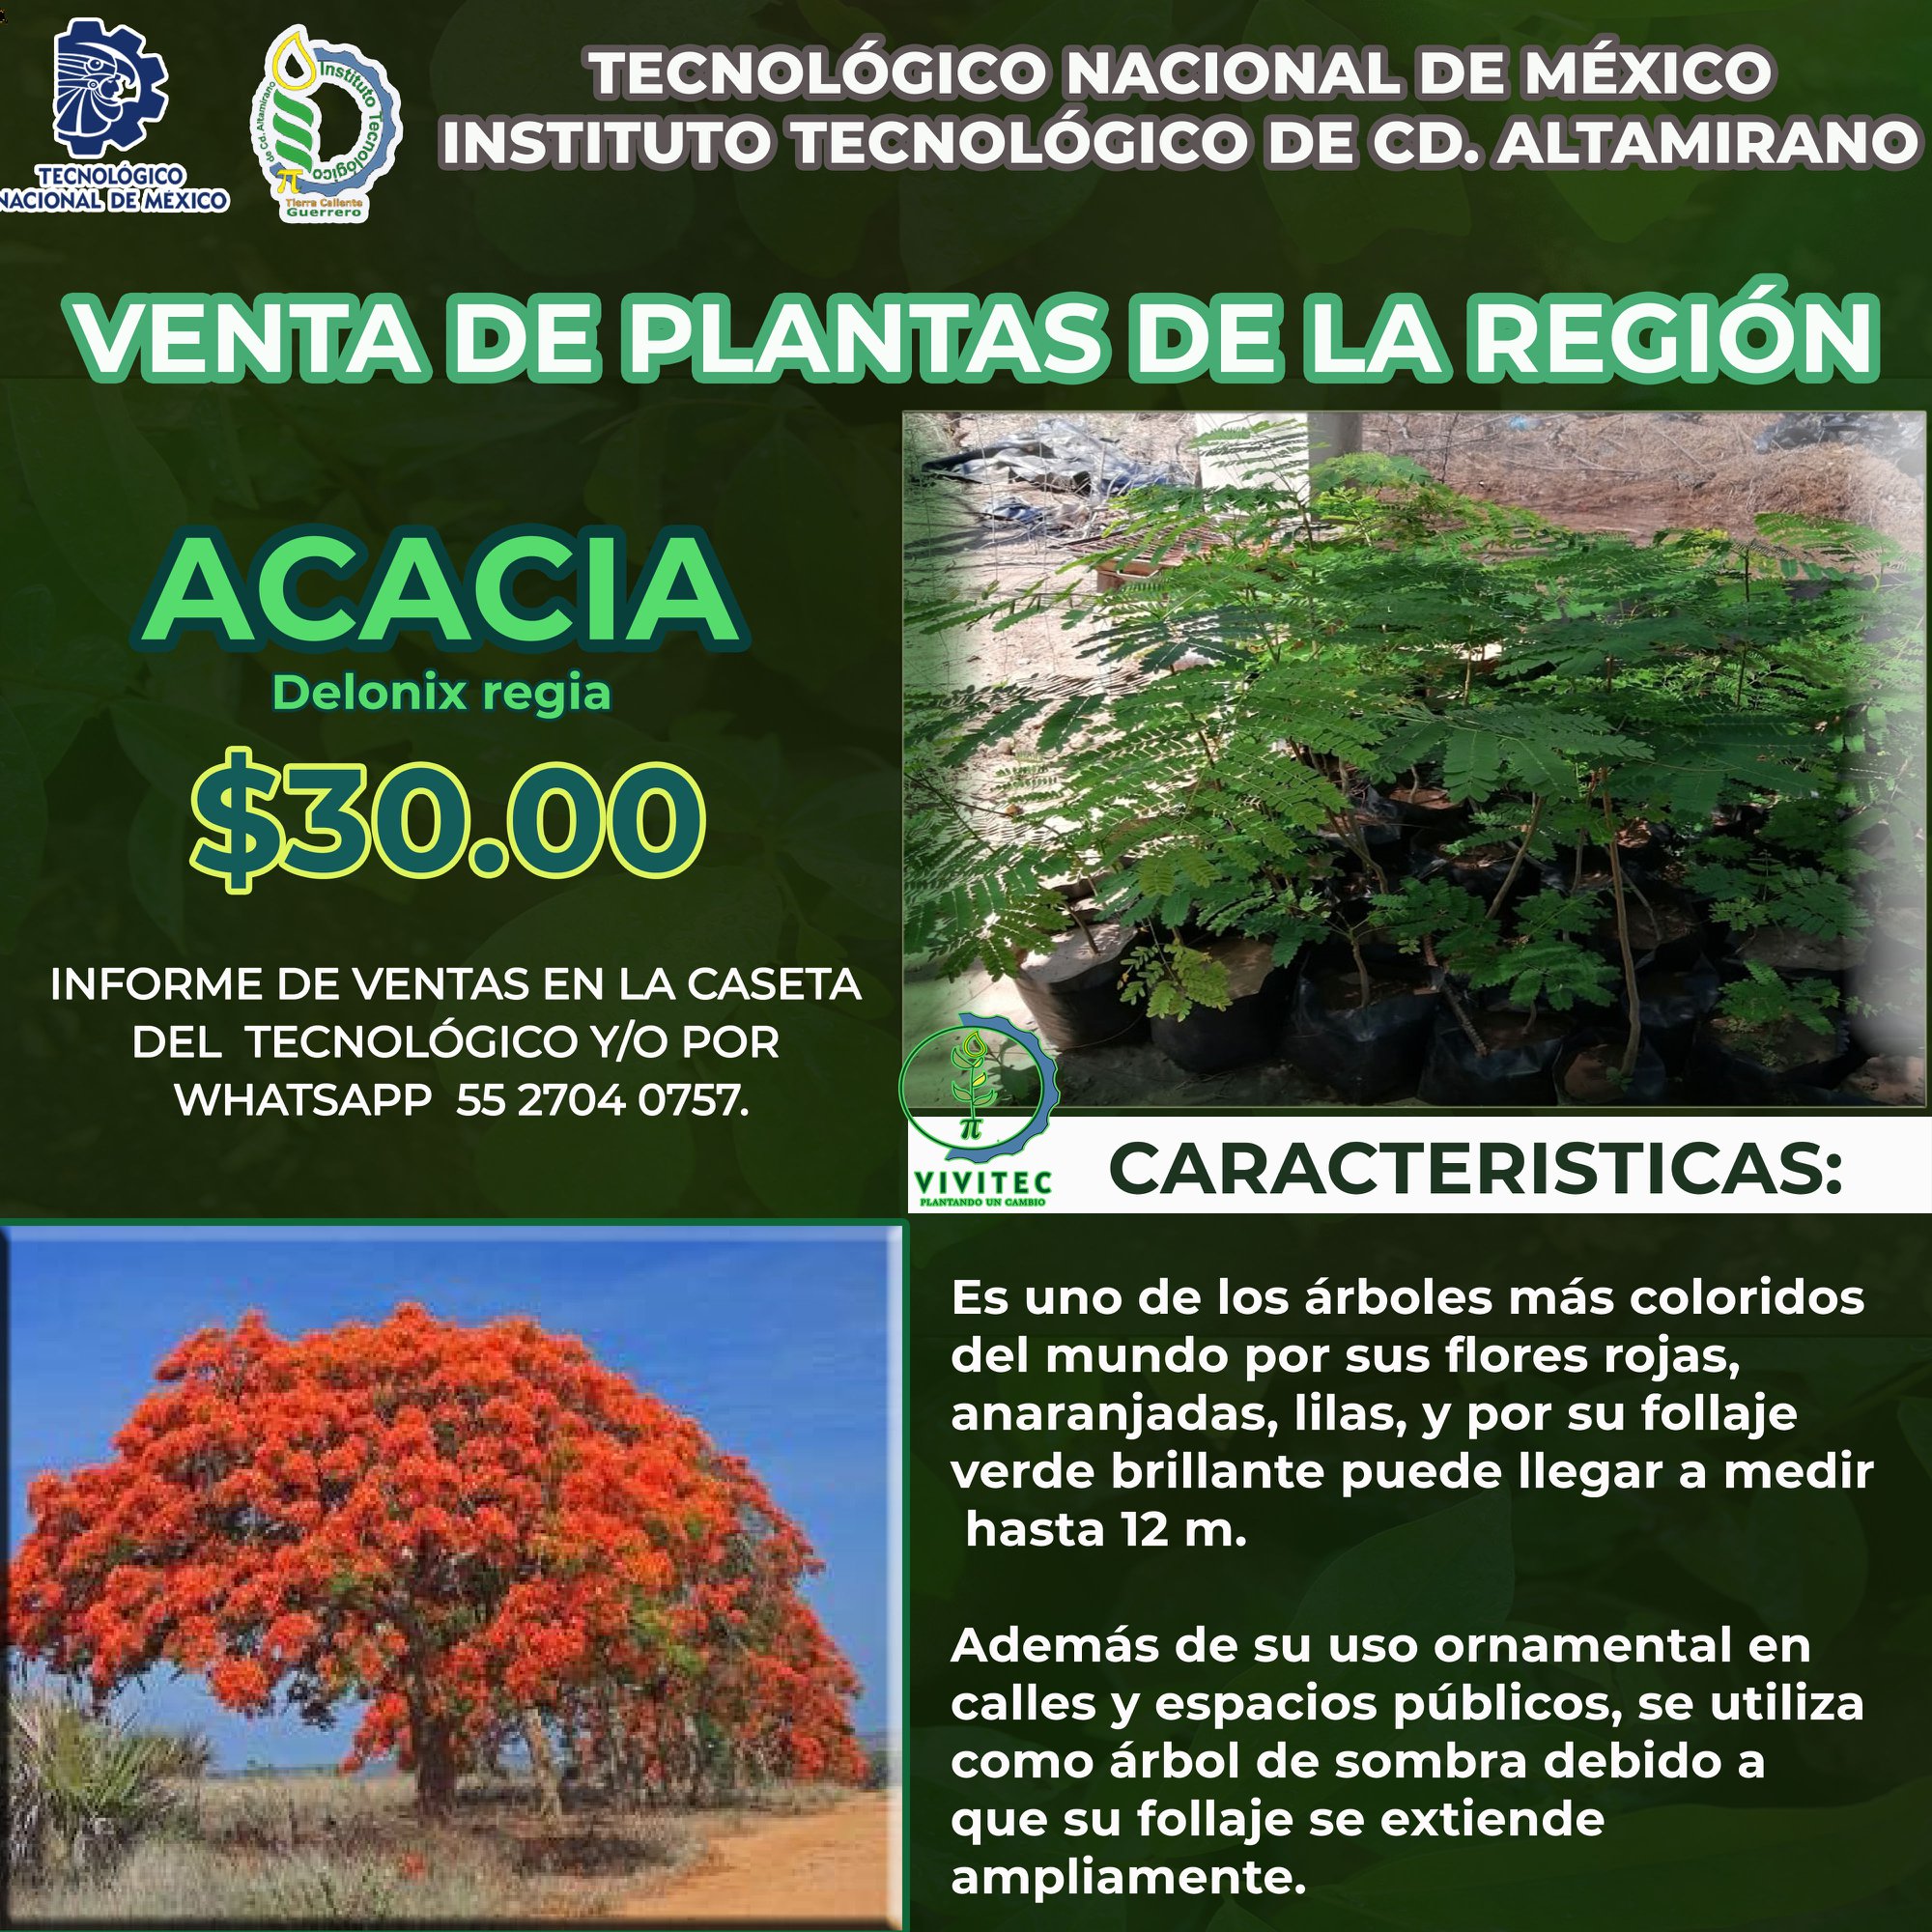 TECNOLÓGICO
NACIONAL DE MÉXICO
Instituto Tecnológico
de Cd. Altamirano
π
Tierra Caliente
Guerrero
TECNOLÓGICO NACIONAL DE MÉXICO
INSTITUTO TECNOLÓGICO DE CD. ALTAMIRANO
VENTA DE PLANTAS DE LA REGIÓN
ACACIA
Delonix regia
$30.00
INFORME DE VENTAS EN LA CASETA
DEL TECNOLÓGICO Y/O POR
WHATSAPP 55 2704 0757.
π
VIVITEC
PLANTANDO UN CAMBIO
CARACTERISTICAS:
Es uno de los árboles más coloridos
del mundo por sus flores rojas,
anaranjadas, lilas, y por su follaje
verde brillante puede llegar a medir
hasta 12 m.
Además de su uso ornamental en
calles y espacios públicos, se utiliza
como árbol de sombra debido a
que su follaje se extiende
ampliamente.